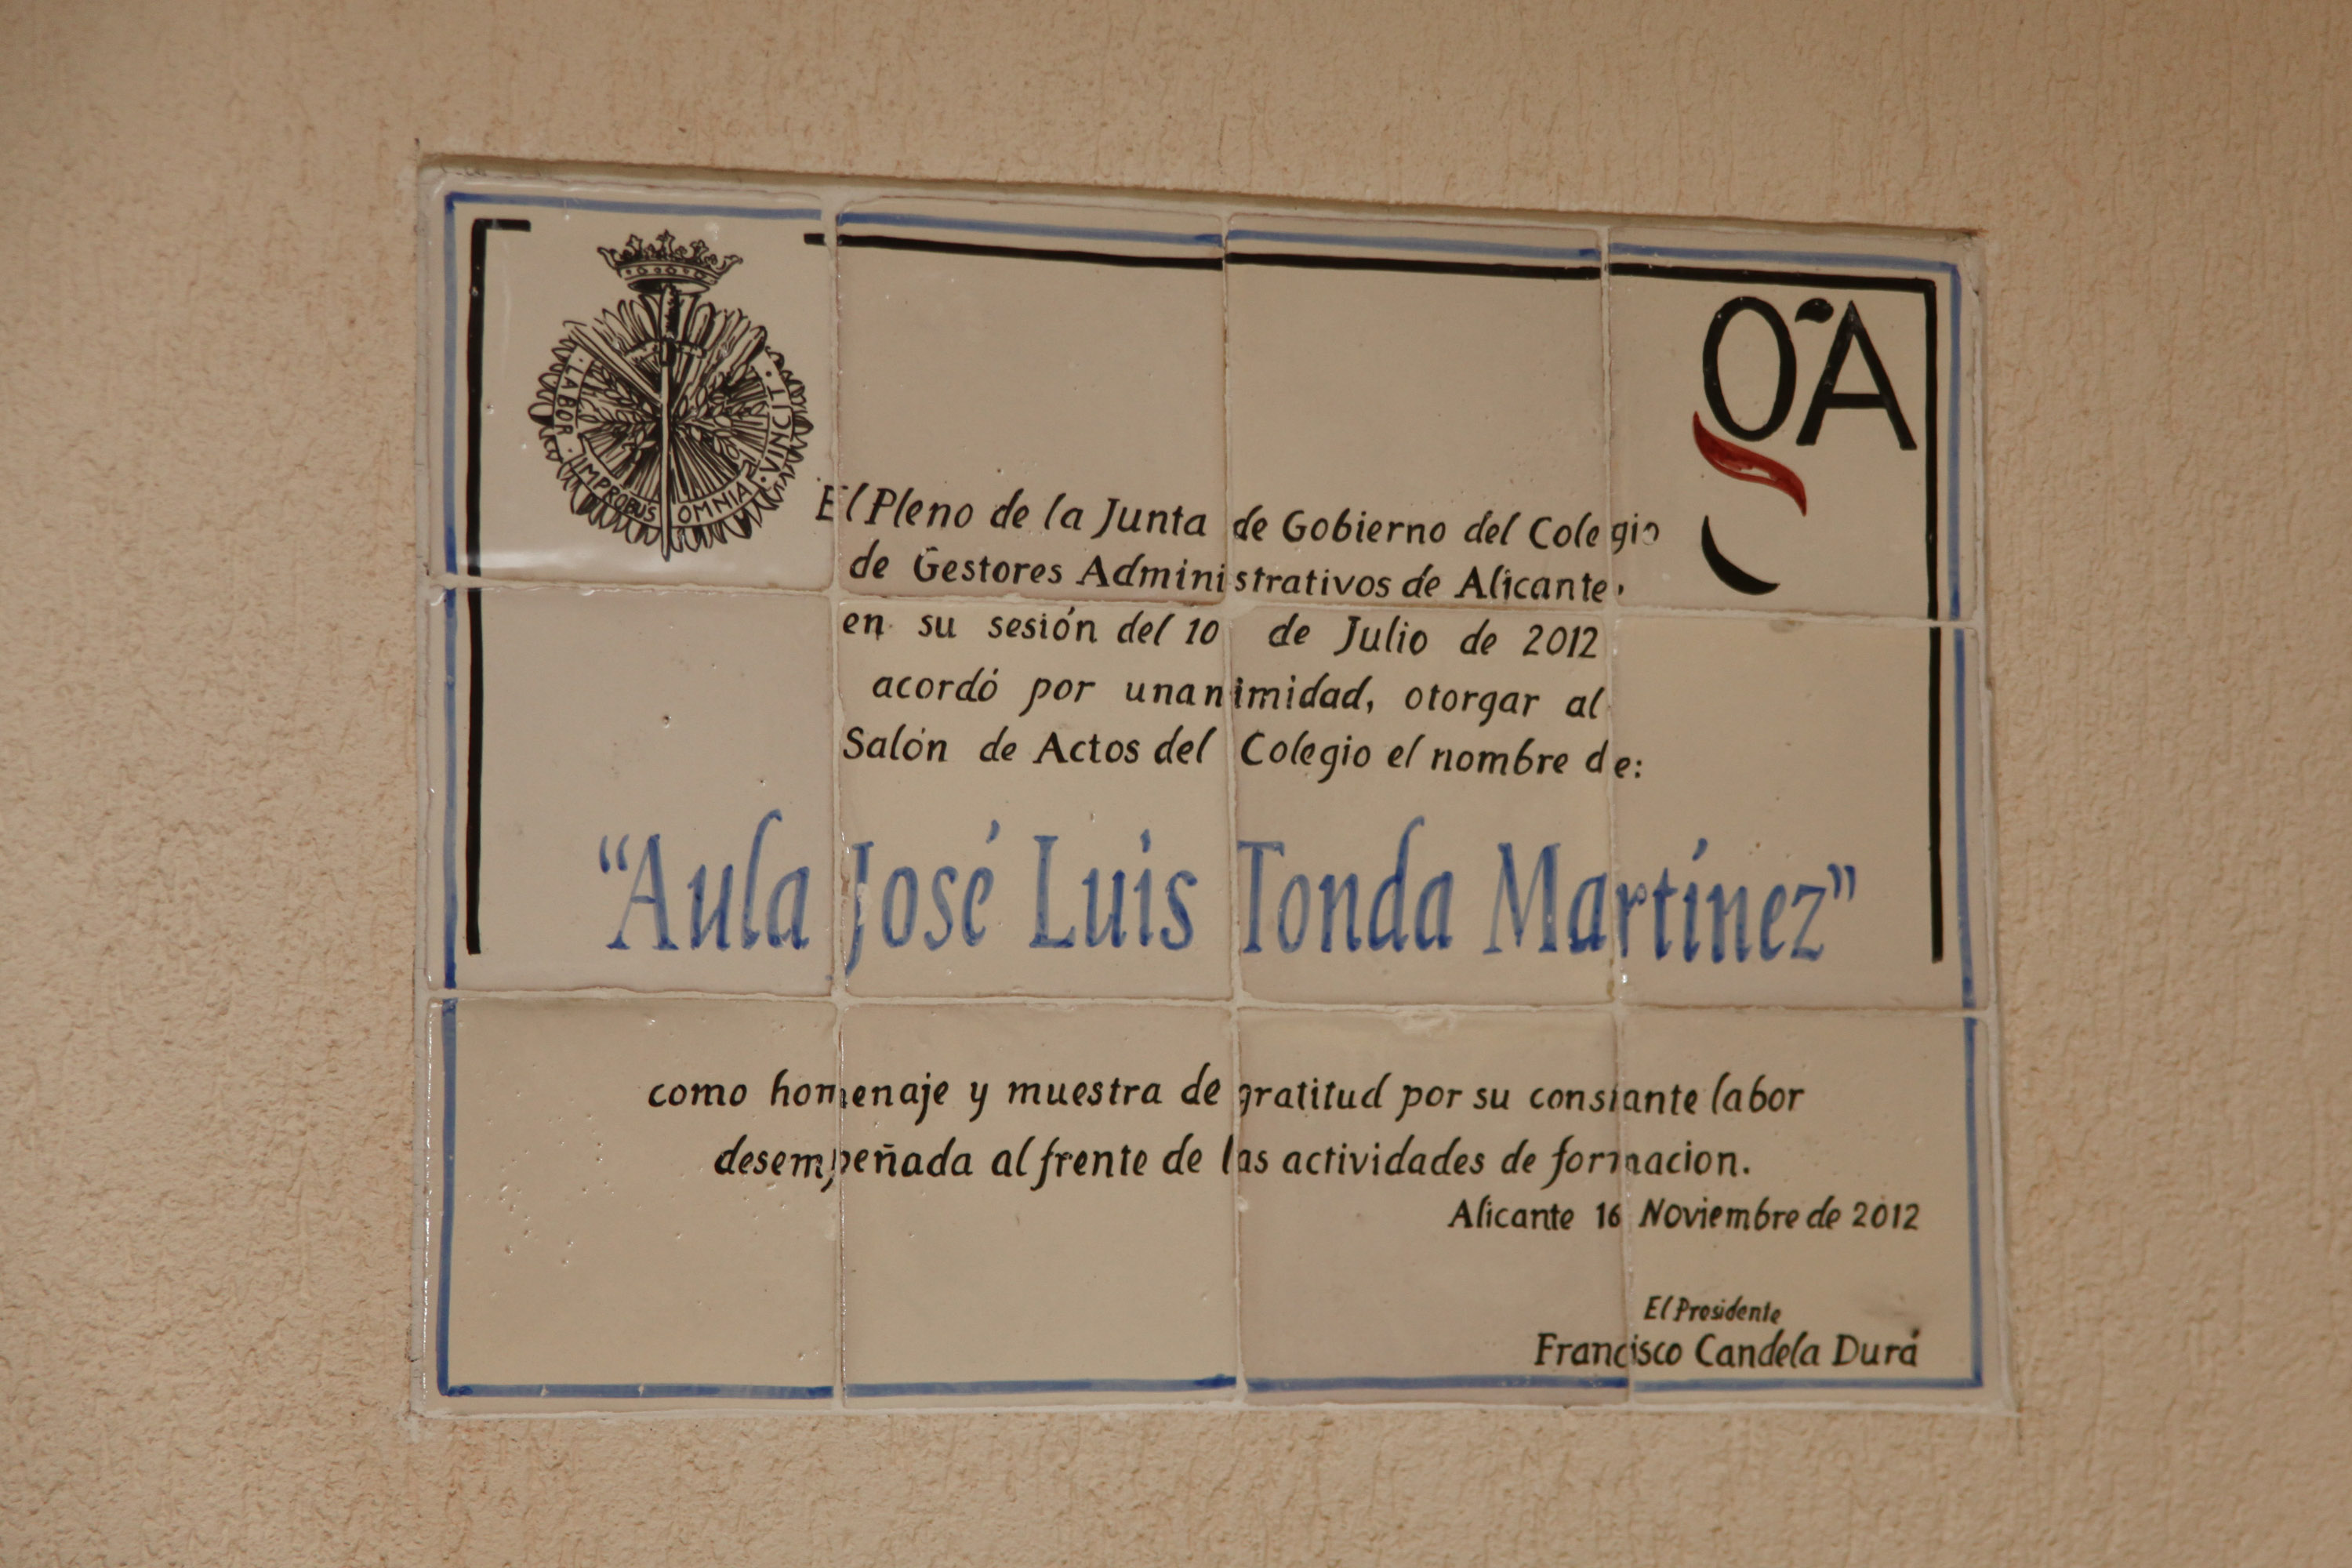 LABOR · IMPROBUS OMNIA · VINCIT ·
gA
El Pleno de la Junta de Gobierno del Colegio
de Gestores Administrativos de Alicante,
en su sesión del 10 de Julio de 2012
acordó por unanimidad, otorgar al
Salón de Actos del Colegio el nombre de:
“Aula José Luis Tonda Martínez”
como homenaje y muestra de gratitud por su constante labor
desempeñada al frente de las actividades de formacion.
Alicante 16 Noviembre de 2012
El Presidente
Francisco Candela Durá